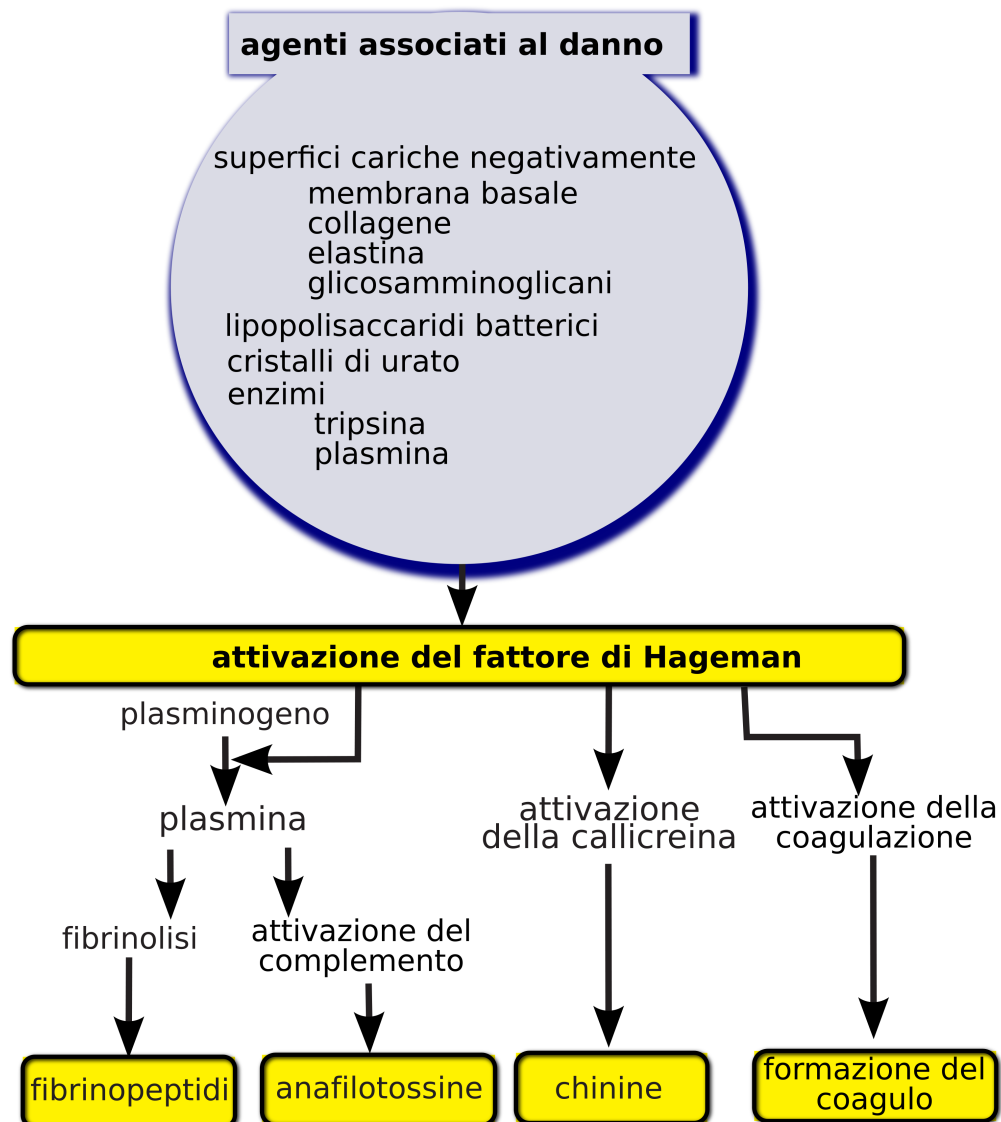 agenti associati al danno
superfici cariche negativamente
membrana basale
collagene
elastina
glicosamminoglicani
lipopolisaccaridi batterici
cristalli di urato
enzimi
tripsina
plasmina
attivazione del fattore di Hageman
plasminogeno
plasmina
fibrinolisi
attivazione del
complemento
attivazione
della callicreina
attivazione della
coagulazione
fibrinopeptidi
anafilotossine
chinine
formazione del
coagulo